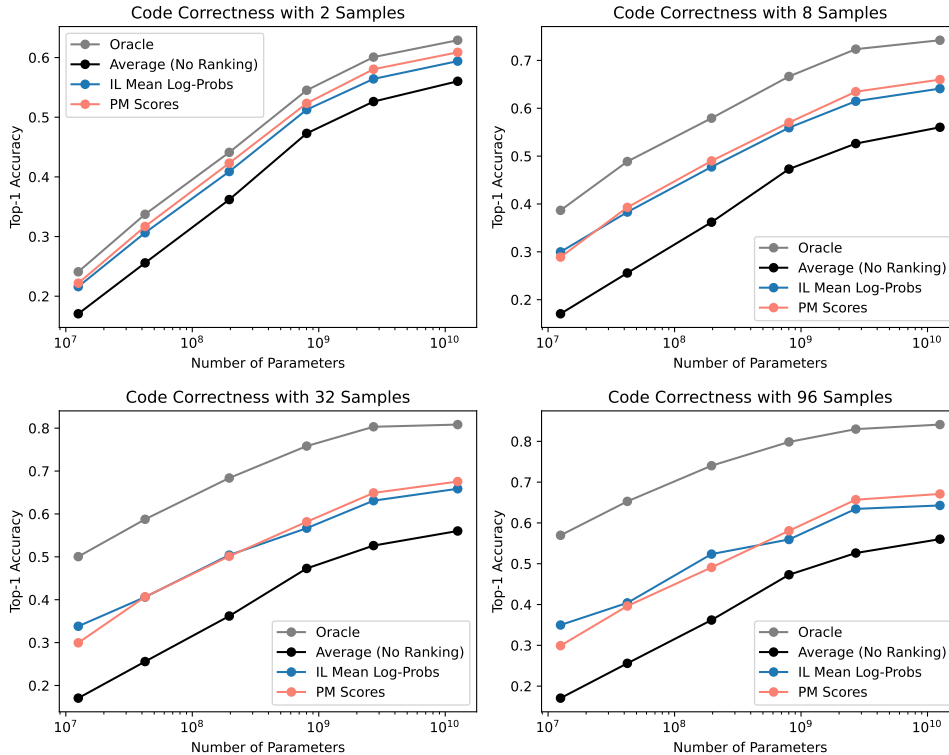 Code Correctness with 2 Samples
Top-1 Accuracy
0.6
0.5
0.4
0.3
0.2
Oracle
Average (No Ranking)
IL Mean Log-Probs
PM Scores
10^7
10^8
10^9
10^10
Number of Parameters
Code Correctness with 8 Samples
Top-1 Accuracy
0.7
0.6
0.5
0.4
0.3
0.2
Oracle
Average (No Ranking)
IL Mean Log-Probs
PM Scores
10^7
10^8
10^9
10^10
Number of Parameters
Code Correctness with 32 Samples
Top-1 Accuracy
0.8
0.7
0.6
0.5
0.4
0.3
0.2
Oracle
Average (No Ranking)
IL Mean Log-Probs
PM Scores
10^7
10^8
10^9
10^10
Number of Parameters
Code Correctness with 96 Samples
Top-1 Accuracy
0.8
0.7
0.6
0.5
0.4
0.3
0.2
Oracle
Average (No Ranking)
IL Mean Log-Probs
PM Scores
10^7
10^8
10^9
10^10
Number of Parameters